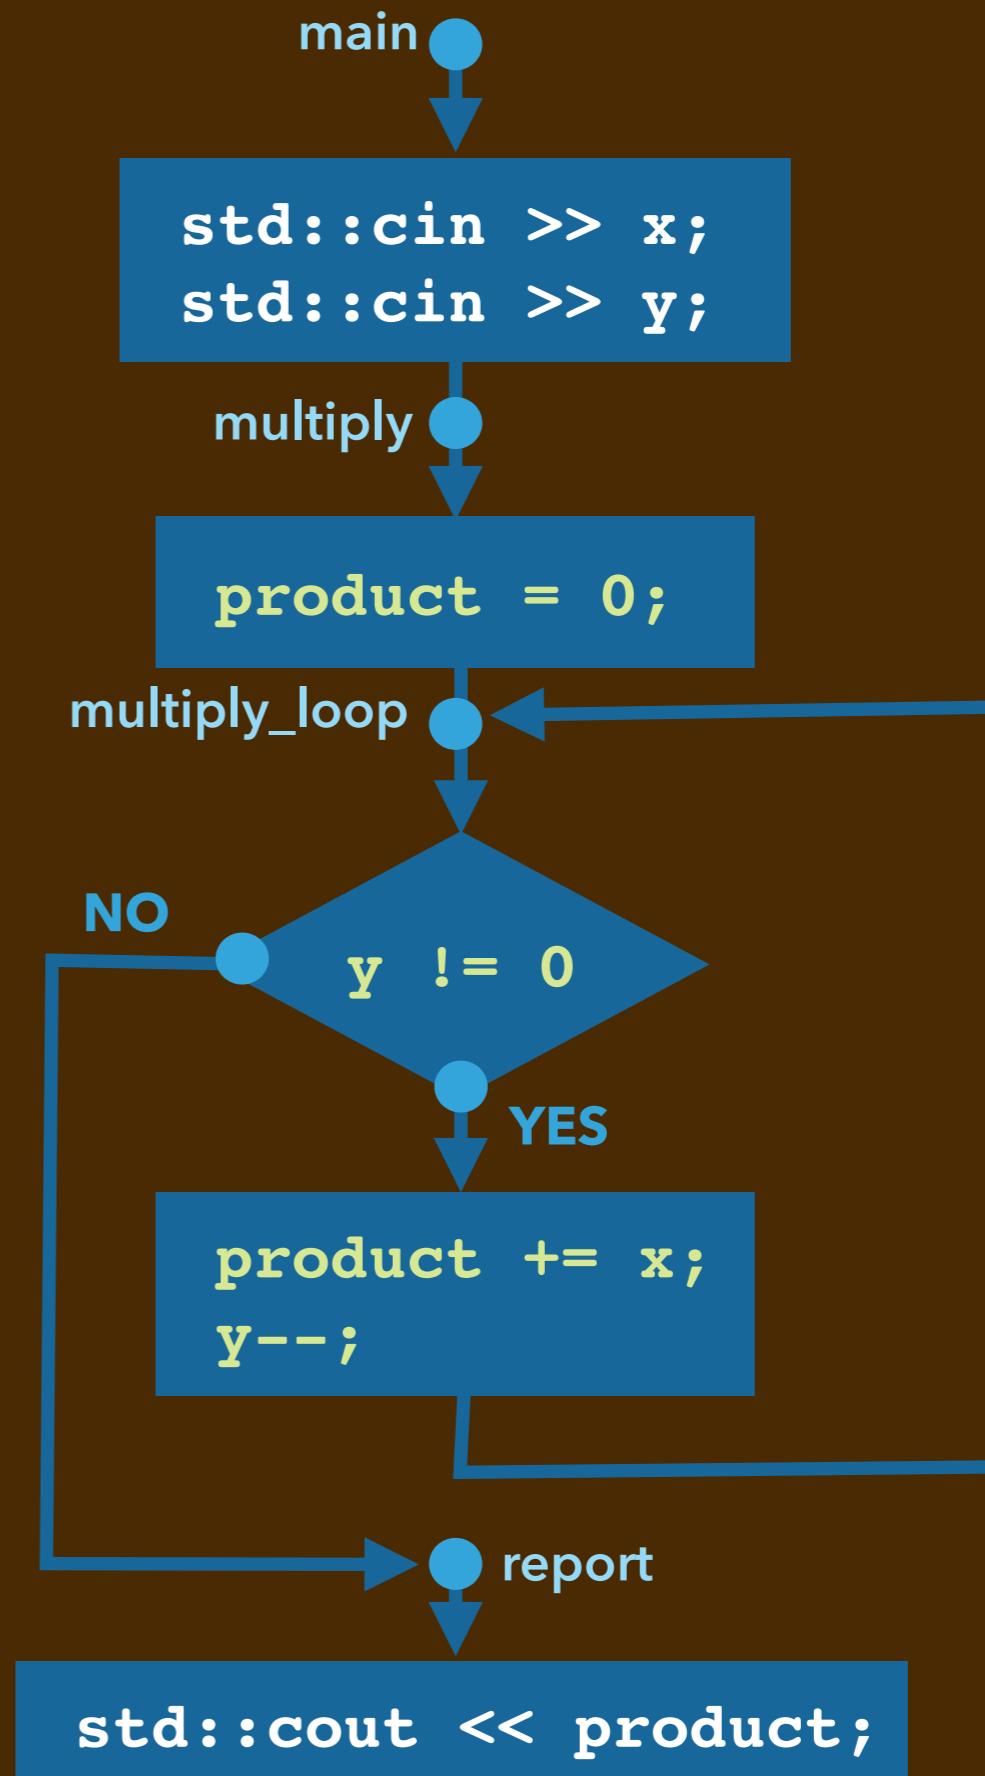 main
std::cin >> x;
std::cin >> y;
multiply
product = 0;
multiply_loop
NO
y != 0
YES
product += x;
y--;
report
std::cout << product;